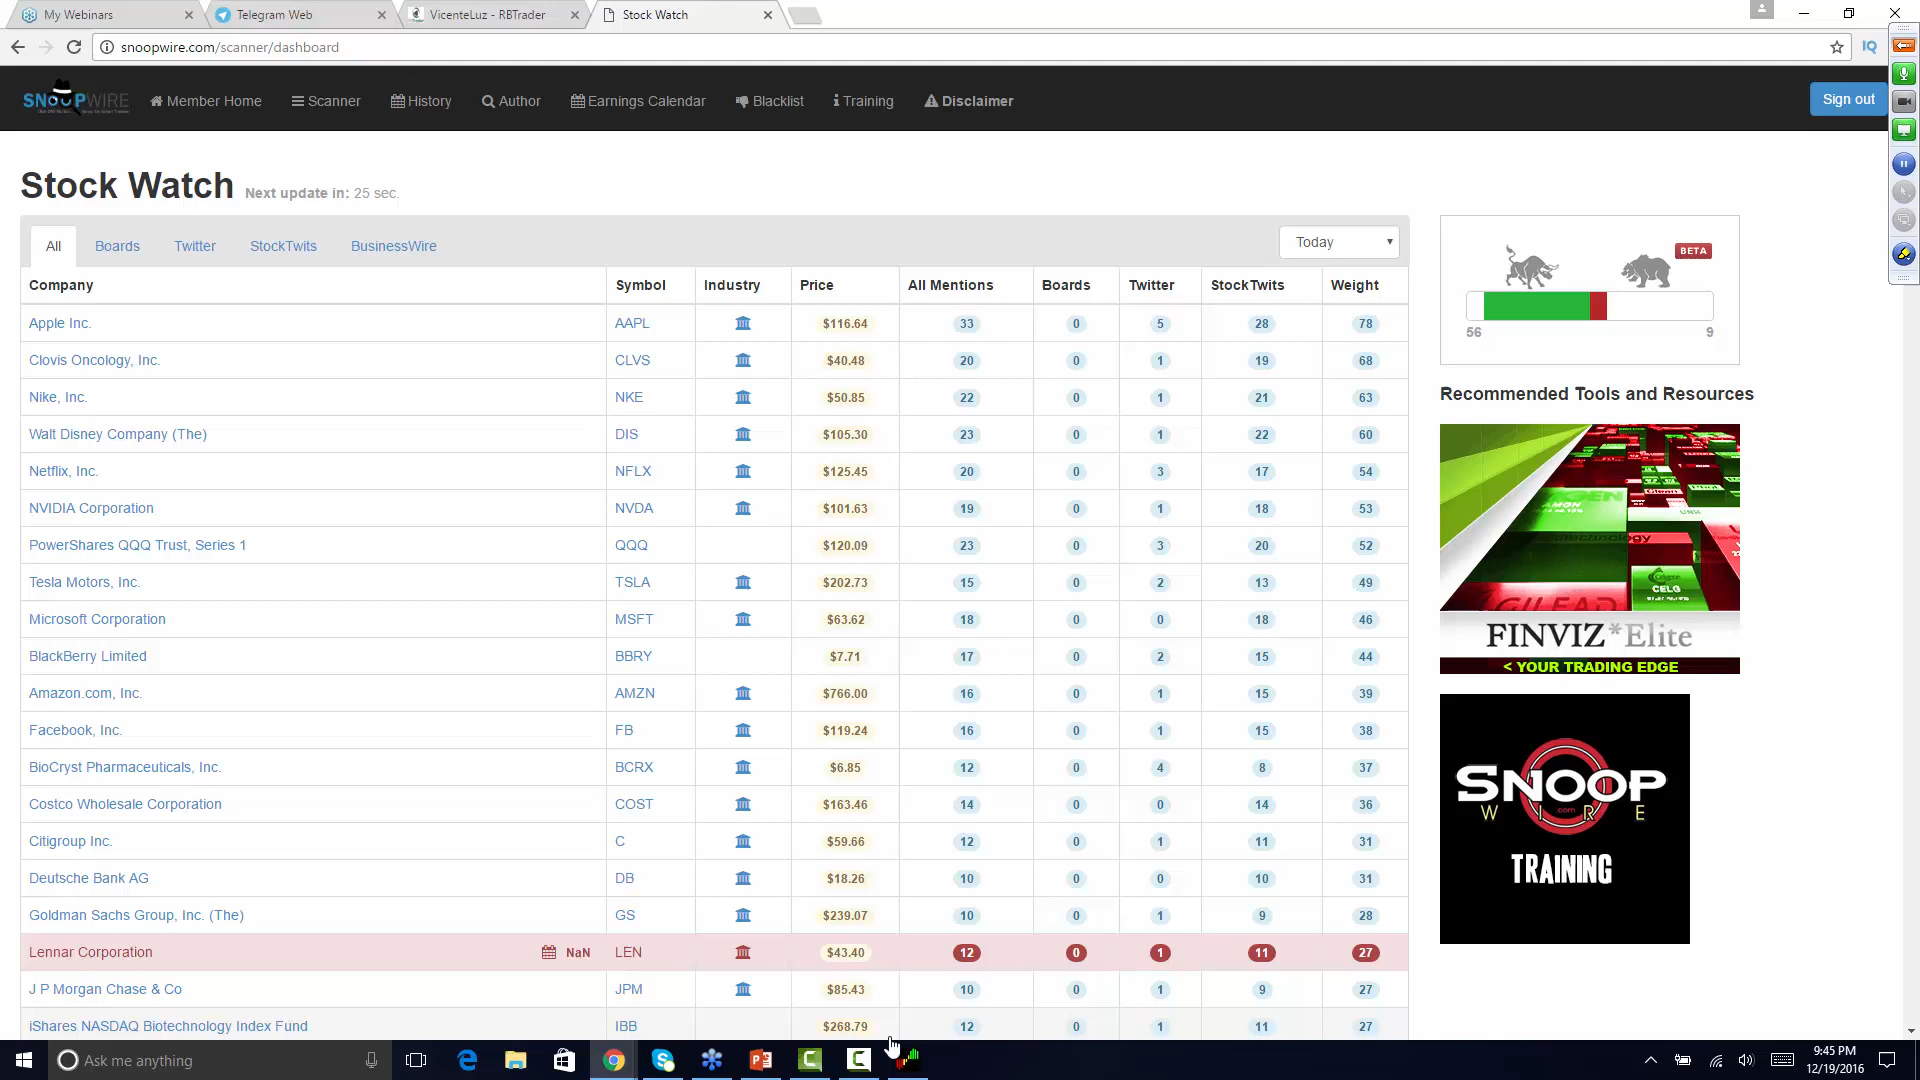 My Webinars
Telegram Web
VicenteLuz - RBTrader
Stock Watch
snoopwire.com/scanner/dashboard
IQ
SNOOPWIRE
Member Home
Scanner
History
Author
Earnings Calendar
Blacklist
Training
Disclaimer
Sign out
Stock Watch Next update in: 25 sec.
All Boards Twitter StockTwits BusinessWire Today
Company Symbol Industry Price All Mentions Boards Twitter StockTwits Weight
Apple Inc. AAPL $116.64 33 0 5 28 78
Clovis Oncology, Inc. CLVS $40.48 20 0 1 19 68
Nike, Inc. NKE $50.85 22 0 1 21 63
Walt Disney Company (The) DIS $105.30 23 0 1 22 60
Netflix, Inc. NFLX $125.45 20 0 3 17 54
NVIDIA Corporation NVDA $101.63 19 0 1 18 53
PowerShares QQQ Trust, Series 1 QQQ $120.09 23 0 3 20 52
Tesla Motors, Inc. TSLA $202.73 15 0 2 13 49
Microsoft Corporation MSFT $63.62 18 0 0 18 46
BlackBerry Limited BBRY $7.71 17 0 2 15 44
Amazon.com, Inc. AMZN $766.00 16 0 1 15 39
Facebook, Inc. FB $119.24 16 0 1 15 38
BioCryst Pharmaceuticals, Inc. BCRX $6.85 12 0 4 8 37
Costco Wholesale Corporation COST $163.46 14 0 0 14 36
Citigroup Inc. C $59.66 12 0 1 11 31
Deutsche Bank AG DB $18.26 10 0 0 10 31
Goldman Sachs Group, Inc. (The) GS $239.07 10 0 1 9 28
Lennar Corporation NaN LEN $43.40 12 0 1 11 27
J P Morgan Chase & Co JPM $85.43 10 0 1 9 27
iShares NASDAQ Biotechnology Index Fund IBB $268.79 12 0 1 11 27
BETA
56 9
Recommended Tools and Resources
UNH
CELG
GILEAD
FINVIZ*Elite
< YOUR TRADING EDGE
SNOOP
WIRE
.com
TRAINING
Ask me anything
9:45 PM
12/19/2016